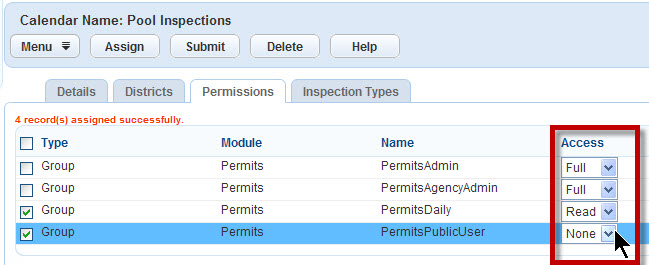 Calendar Name: Pool Inspections
Menu Assign Submit Delete Help
Details Districts Permissions Inspection Types
4 record(s) assigned successfully.
Type Module Name Access
Group Permits PermitsAdmin Full
Group Permits PermitsAgencyAdmin Full
Group Permits PermitsDaily Read
Group Permits PermitsPublicUser None